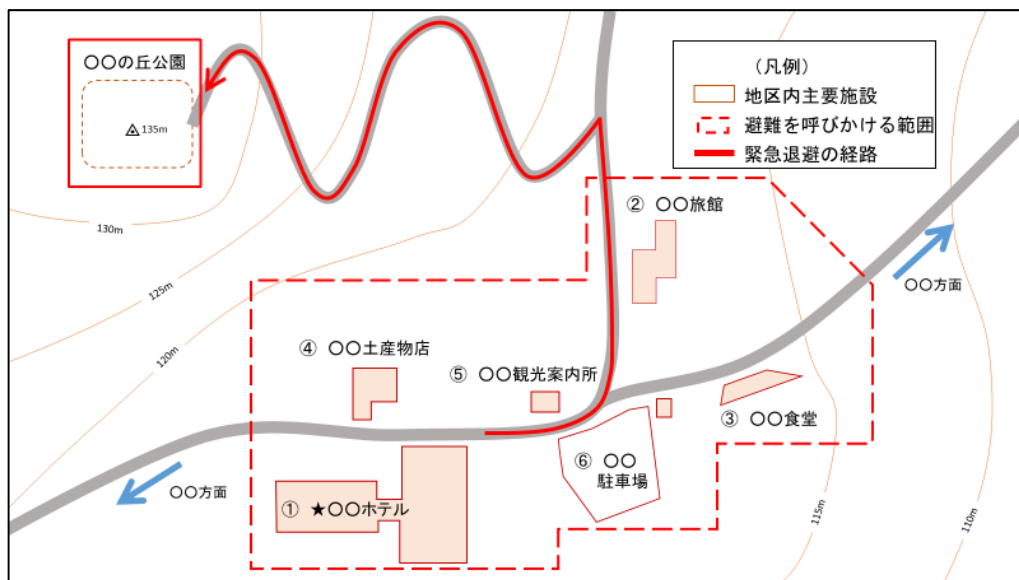 〇〇の丘公園
135m
(凡例)
地区内主要施設
避難を呼びかける範囲
緊急退避の経路
② 〇〇旅館
130m
125m
〇〇方面
④ 〇〇土産物店
120m
⑤ 〇〇観光案内所
③ 〇〇食堂
⑥ 〇〇
駐車場
〇〇方面
① ★〇〇ホテル
115m
110m